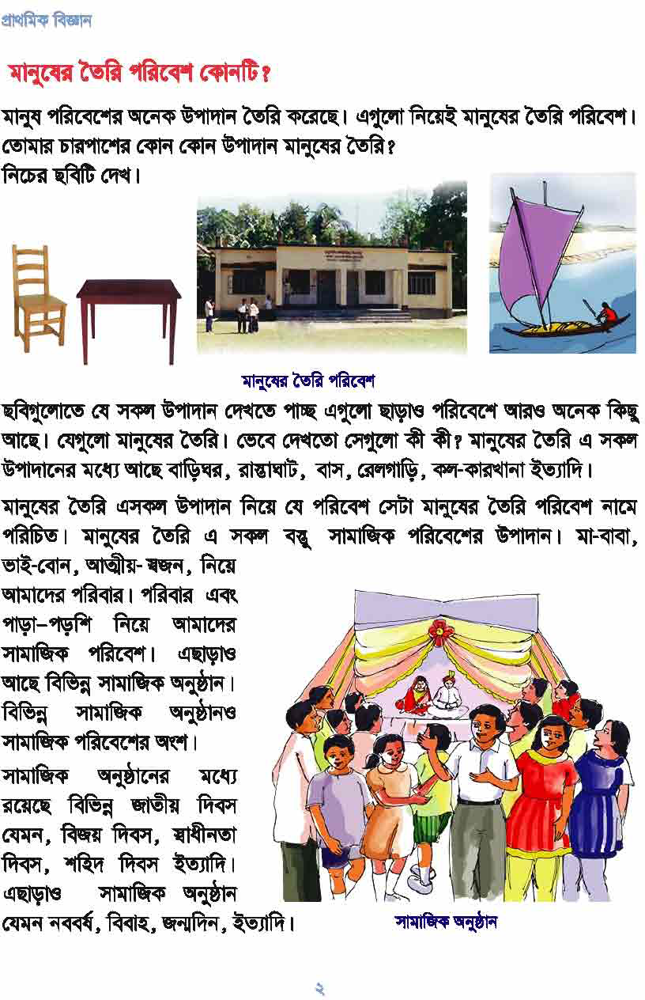 প্রাথমিক বিজ্ঞান
মানুষের তৈরি পরিবেশ কোনটি?
মানুষ পরিবেশের অনেক উপাদান তৈরি করেছে। এগুলো নিয়েই মানুষের তৈরি পরিবেশ।
তোমার চারপাশের কোন কোন উপাদান মানুষের তৈরি?
নিচের ছবিটি দেখ।
মানুষের তৈরি পরিবেশ
ছবিগুলোতে যে সকল উপাদান দেখতে পাচ্ছ এগুলো ছাড়াও পরিবেশে আরও অনেক কিছু
আছে। যেগুলো মানুষের তৈরি। ভেবে দেখতো সেগুলো কী কী? মানুষের তৈরি এ সকল
উপাদানের মধ্যে আছে বাড়িঘর, রাস্তাঘাট, বাস, রেলগাড়ি, কল-কারখানা ইত্যাদি।
মানুষের তৈরি এসকল উপাদান নিয়ে যে পরিবেশ সেটা মানুষের তৈরি পরিবেশ নামে
পরিচিত। মানুষের তৈরি এ সকল বস্তু সামাজিক পরিবেশের উপাদান। মা-বাবা,
ভাই-বোন, আত্মীয়-স্বজন, নিয়ে
আমাদের পরিবার। পরিবার এবং
পাড়া–পড়শি নিয়ে আমাদের
সামাজিক পরিবেশ। এছাড়াও
আছে বিভিন্ন সামাজিক অনুষ্ঠান।
বিভিন্ন সামাজিক অনুষ্ঠানও
সামাজিক পরিবেশের অংশ।
সামাজিক অনুষ্ঠানের মধ্যে
রয়েছে বিভিন্ন জাতীয় দিবস
যেমন, বিজয় দিবস, স্বাধীনতা
দিবস, শহিদ দিবস ইত্যাদি।
এছাড়াও সামাজিক অনুষ্ঠান
যেমন নববর্ষ, বিবাহ, জন্মদিন, ইত্যাদি।
সামাজিক অনুষ্ঠান
২